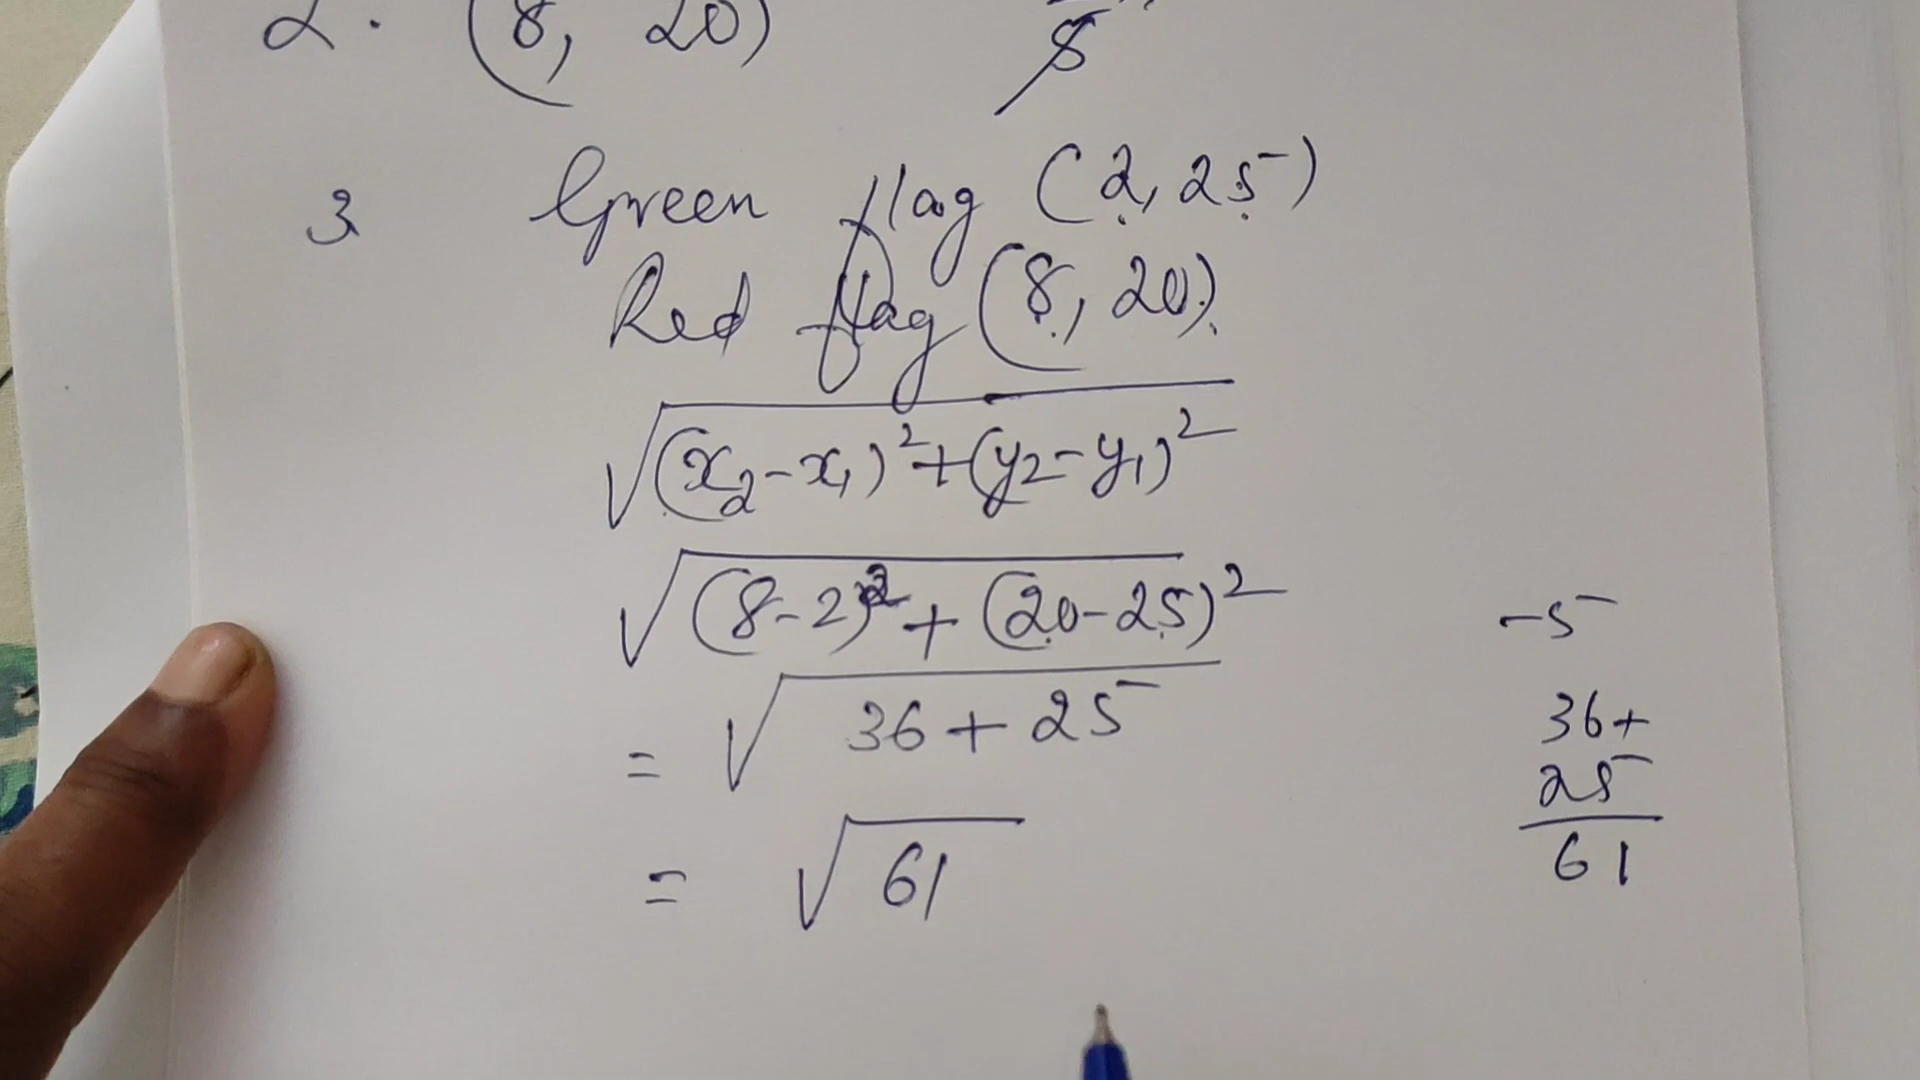 2. (8, 20)
8
3 Green flag (2, 25)
Red flag (8, 20)
√(x₂-x₁)²+(y₂-y₁)²
√(8-2)²+(20-25)²
-5
= √36+25
36+
25
61
= √61